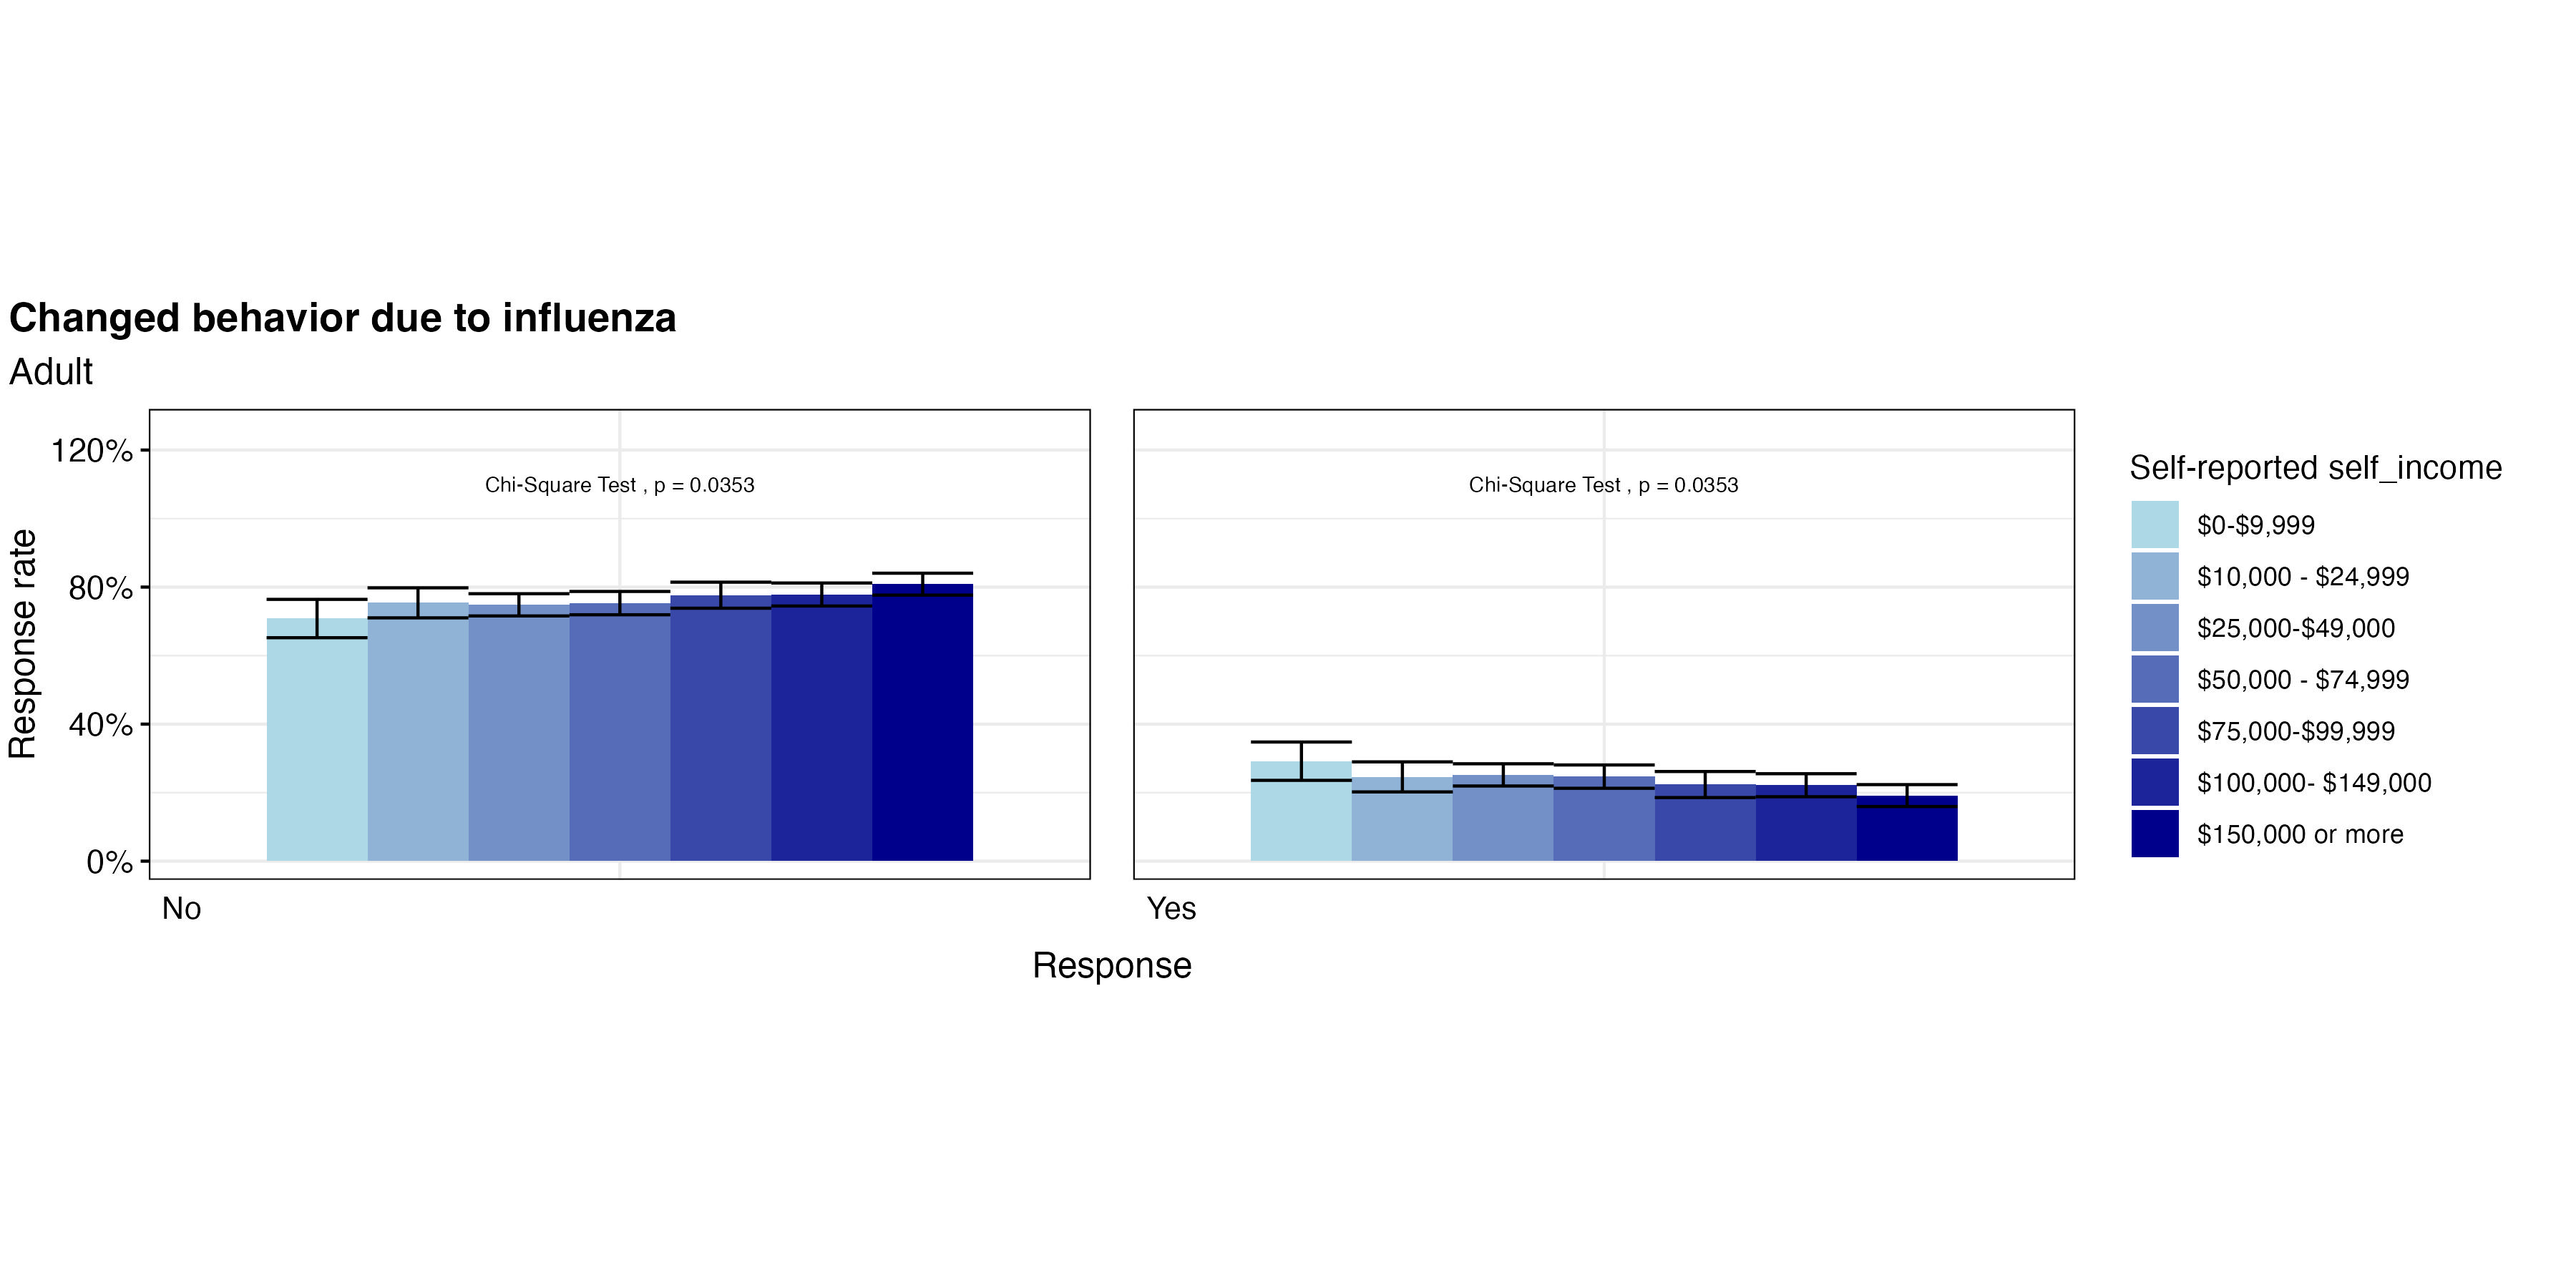 Changed behavior due to influenza
Adult
Response rate
120%
80%
40%
0%
Chi-Square Test , p = 0.0353
Chi-Square Test , p = 0.0353
No
Yes
Response
Self-reported self_income
$0-$9,999
$10,000 - $24,999
$25,000-$49,000
$50,000 - $74,999
$75,000-$99,999
$100,000- $149,000
$150,000 or more